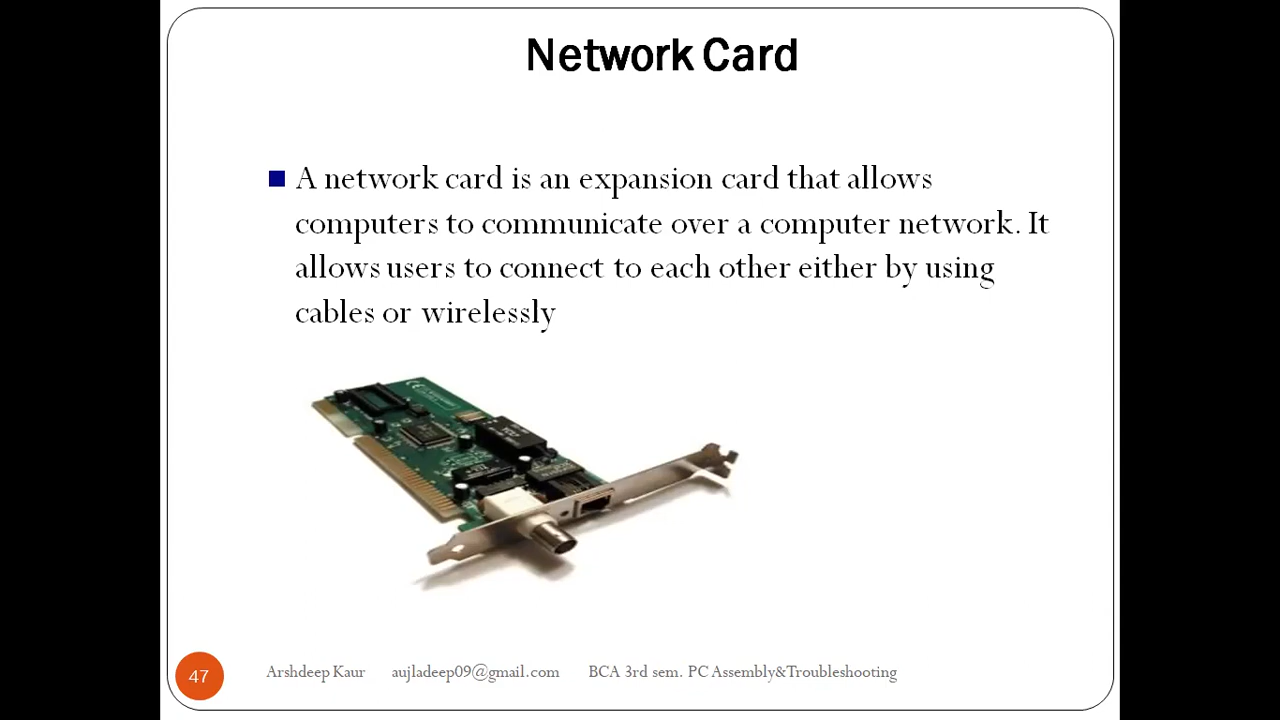 Network Card
A network card is an expansion card that allows
computers to communicate over a computer network. It
allows users to connect to each other either by using
cables or wirelessly
47
Arshdeep Kaur aujladeep09@gmail.com BCA 3rd sem. PC Assembly&Troubleshooting